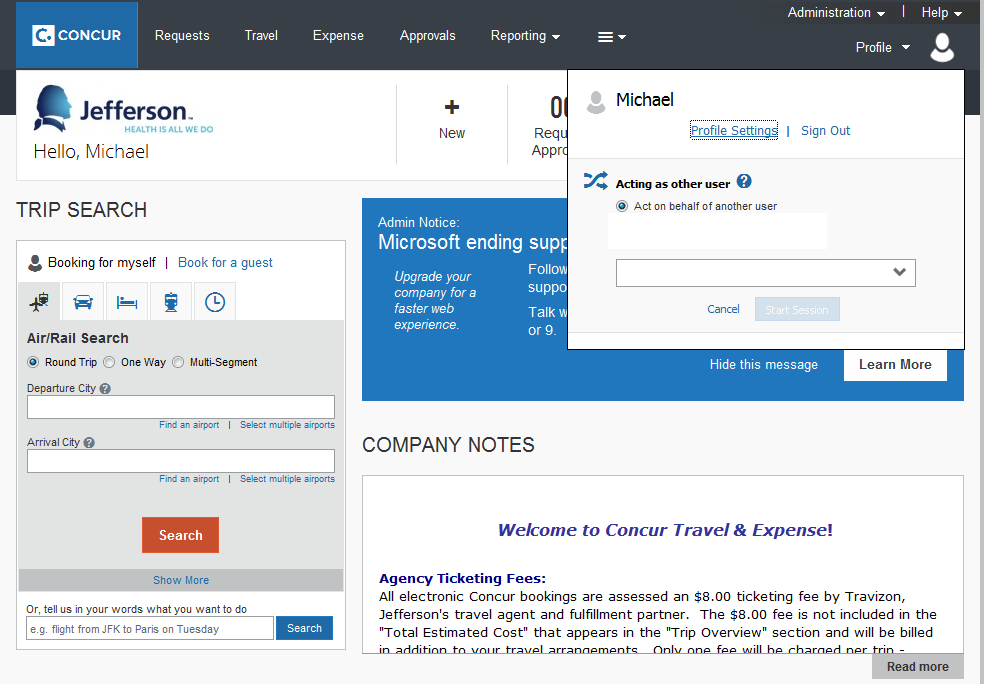 Administration | Help
C. CONCUR
Requests
Travel
Expense
Approvals
Reporting
Profile
Jefferson™
HEALTH IS ALL WE DO
Hello, Michael
+
New
00
Requ
Appro
Michael
Profile Settings | Sign Out
Acting as other user ?
Act on behalf of another user
Cancel
Start Session
TRIP SEARCH
Booking for myself | Book for a guest
Air/Rail Search
Round Trip One Way Multi-Segment
Departure City ?
Find an airport | Select multiple airports
Arrival City ?
Find an airport | Select multiple airports
Search
Show More
Or, tell us in your words what you want to do
e.g. flight from JFK to Paris on Tuesday
Search
Admin Notice:
Microsoft ending supp
Upgrade your
company for a
faster web
experience.
Follow
suppo
Talk w
or 9.
Hide this message
Learn More
COMPANY NOTES
Welcome to Concur Travel & Expense!
Agency Ticketing Fees:
All electronic Concur bookings are assessed an $8.00 ticketing fee by Travizon,
Jefferson's travel agent and fulfillment partner. The $8.00 fee is not included in the
"Total Estimated Cost" that appears in the "Trip Overview" section and will be billed
in addition to your travel arrangements. Only one fee will be charged per trip -
Read more